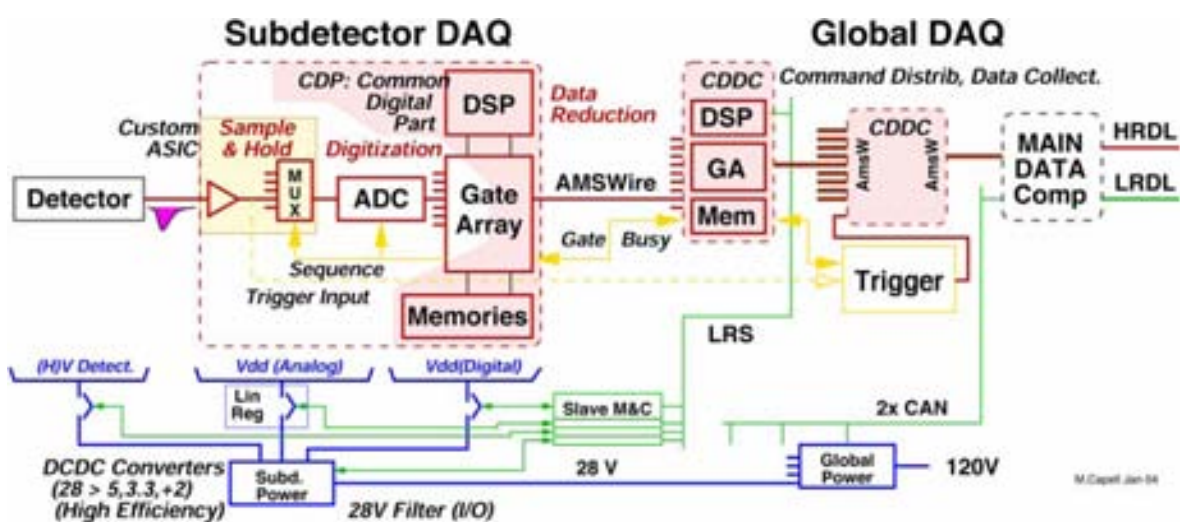 Subdetector DAQ
Global DAQ
CDP: Common
Digital
Part
DSP
Data
Reduction
CDDC
Command Distrib, Data Collect.
DSP
CDDC
HRDL
Custom
ASIC
Sample
& Hold
Digitization
MUX
ADC
Gate
Array
AMSWire
GA
AmsW
AmsW
MAIN
DATA
Comp
LRDL
Detector
Mem
Gate
Busy
Sequence
Trigger Input
Trigger
Memories
LRS
(H)V Detect.
Vdd (Analog)
Vdd(Digital)
Lin
Reg
Slave M&C
2x CAN
DCDC Converters
(28 > 5,3.3,+2)
(High Efficiency)
Subd.
Power
28 V
28V Filter (I/O)
Global
Power
120V
M.Capell Jan-04